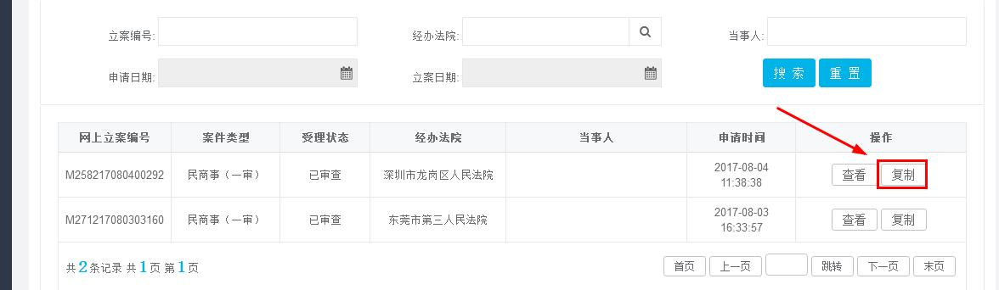 立案编号: 经办法院: 当事人:
申请日期: 立案日期: 搜 索 重 置
网上立案编号 案件类型 受理状态 经办法院 当事人 申请时间 操作
M258217080400292 民商事（一审） 已审查 深圳市龙岗区人民法院 2017-08-04 查看 复制
11:38:38
M271217080303160 民商事（一审） 已审查 东莞市第三人民法院 2017-08-03 查看 复制
16:33:57
共2条记录 共1页 第1页 首页 上一页 跳转 下一页 末页